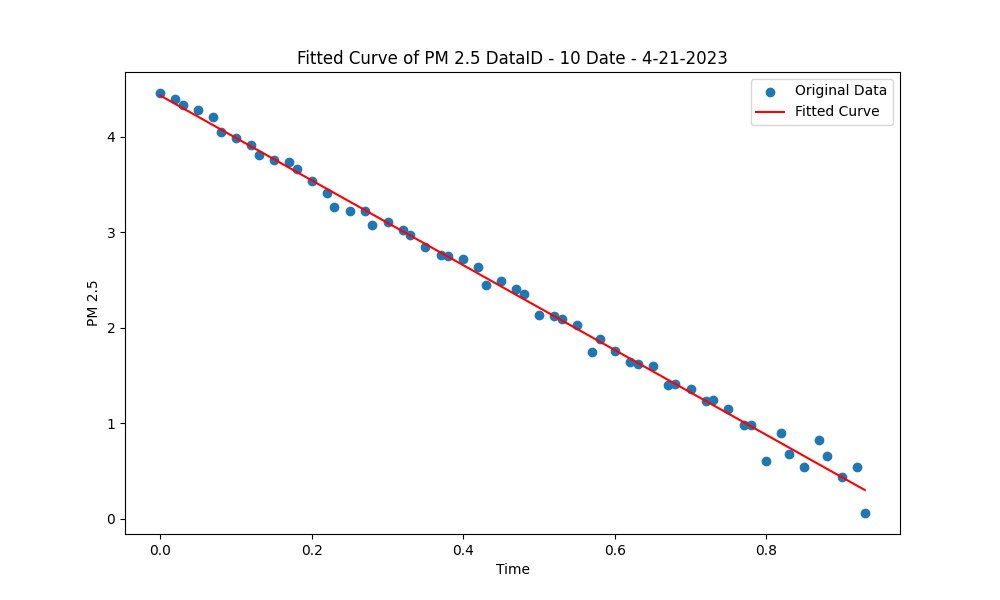 Fitted Curve of PM 2.5 DataID - 10 Date - 4-21-2023
Original Data
Fitted Curve
4
3
2
1
0
PM 2.5
0.0 0.2 0.4 0.6 0.8
Time